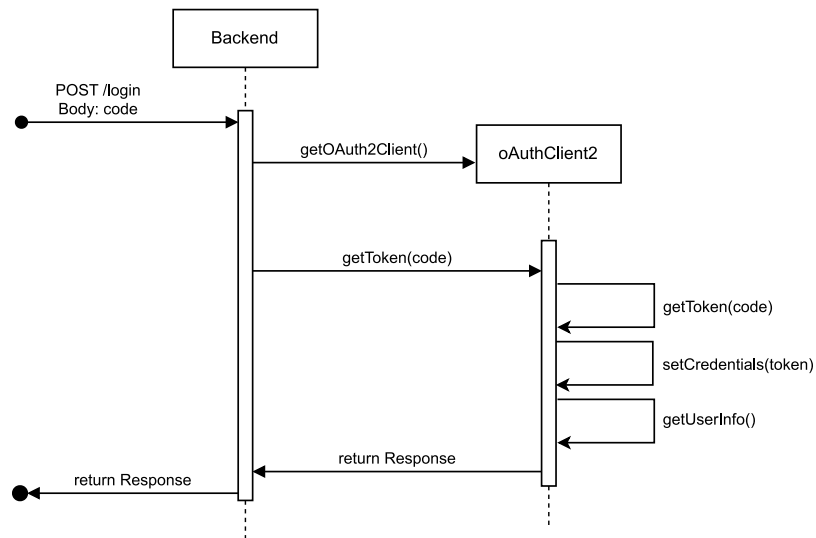 Backend
POST /login
Body: code
getOAuth2Client()
oAuthClient2
getToken(code)
getToken(code)
setCredentials(token)
getUserInfo()
return Response
return Response